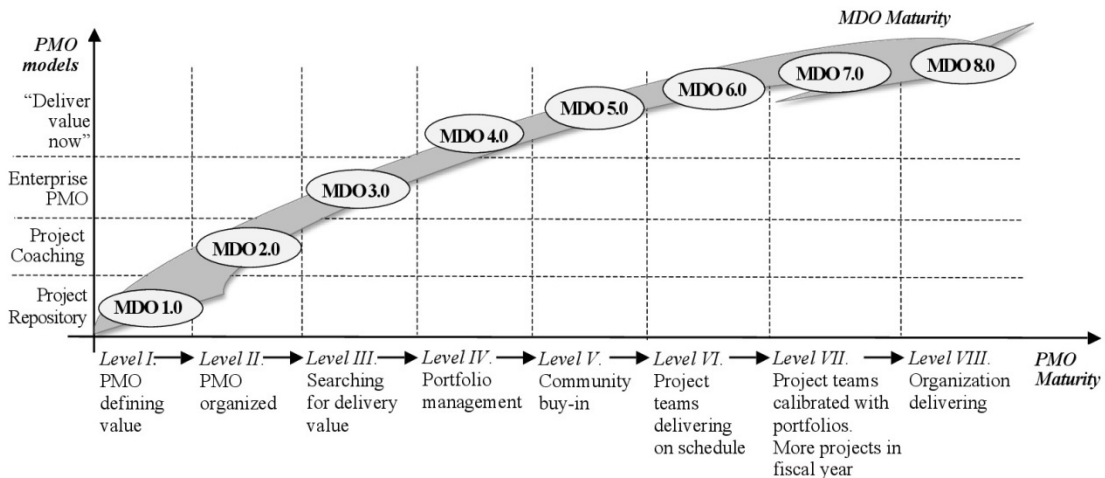 MDO Maturity
PMO
models
"Deliver
value
now"
Enterprise
PMO
Project
Coaching
Project
Repository
MDO 1.0
MDO 2.0
MDO 3.0
MDO 4.0
MDO 5.0
MDO 6.0
MDO 7.0
MDO 8.0
Level I.
PMO
defining
value
Level II.
PMO
organized
Level III.
Searching
for delivery
value
Level IV.
Portfolio
management
Level V.
Community
buy-in
Level VI.
Project
teams
delivering
on schedule
Level VII.
Project teams
calibrated with
portfolios.
More projects in
fiscal year
Level VIII.
Organization
delivering
PMO
Maturity